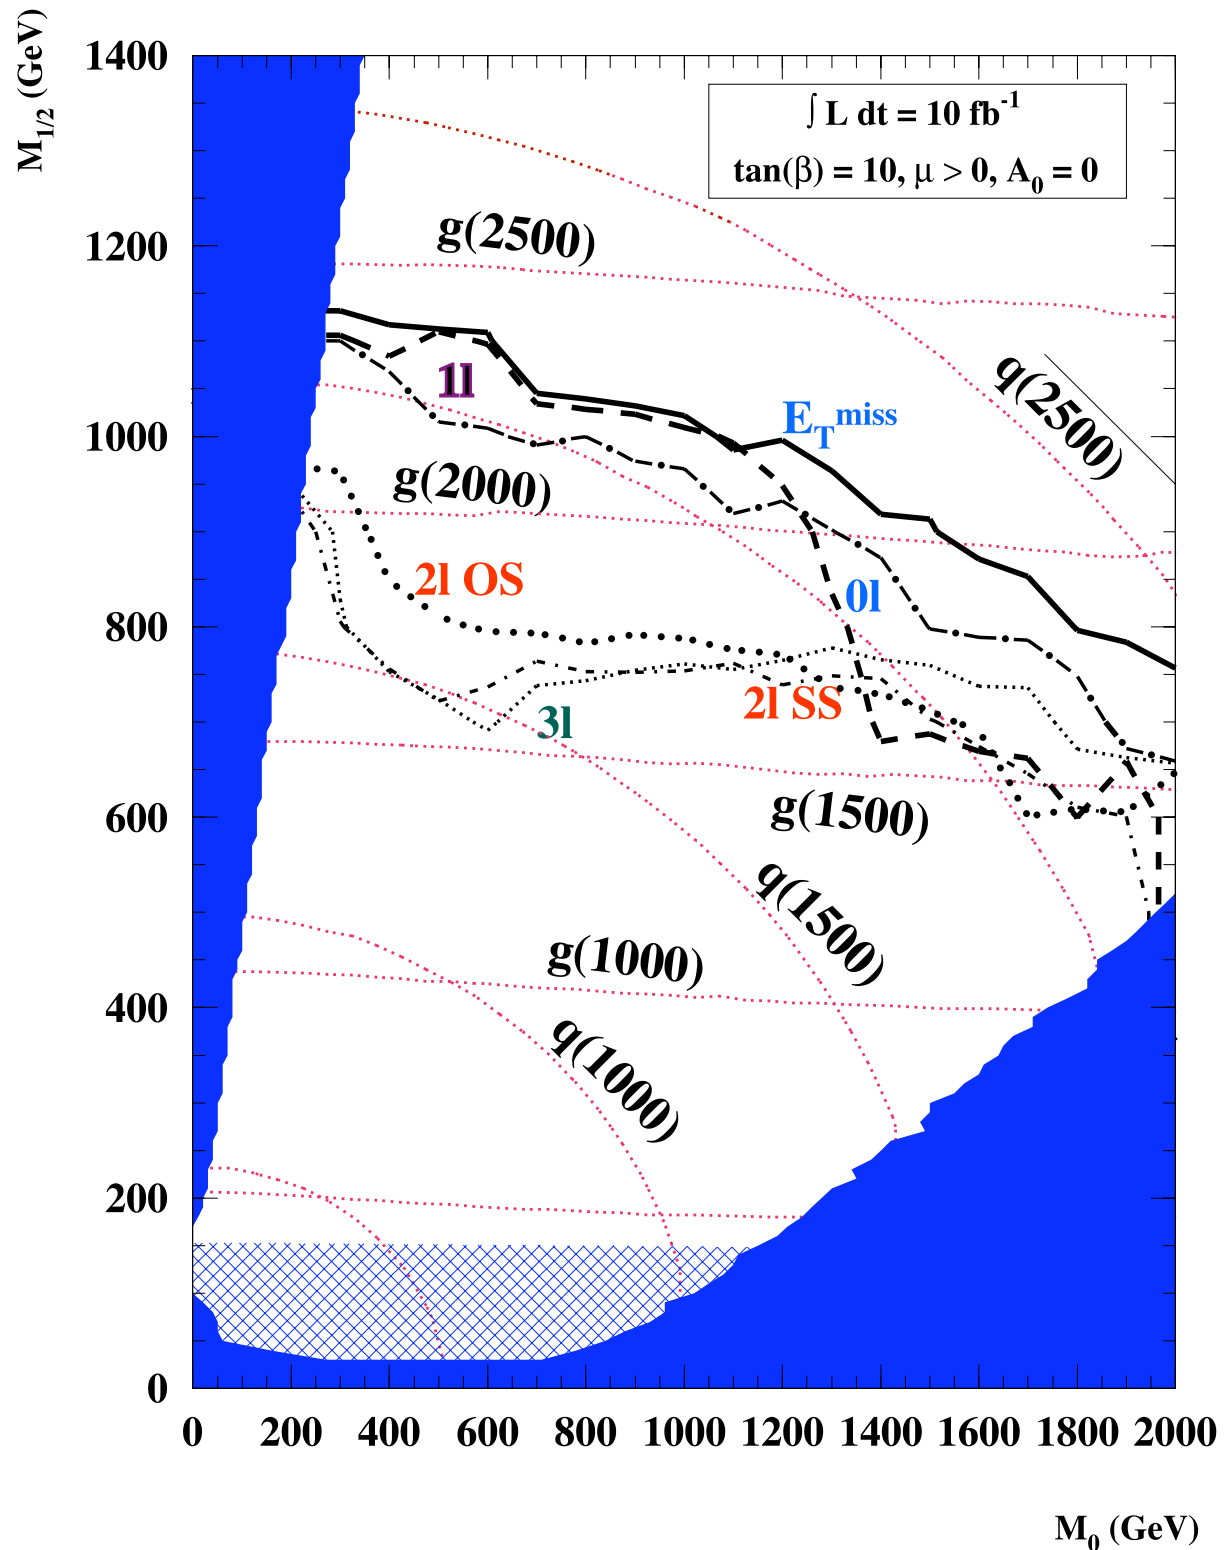 M1/2 (GeV)
1400
1200
1000
800
600
400
200
0
∫ L dt = 10 fb-1
tan(β) = 10, μ > 0, A0 = 0
g(2500)
q(2500)
1l
ETmiss
g(2000)
2l OS
0l
2l SS
3l
g(1500)
q(1500)
g(1000)
q(1000)
0 200 400 600 800 1000 1200 1400 1600 1800 2000
M0 (GeV)